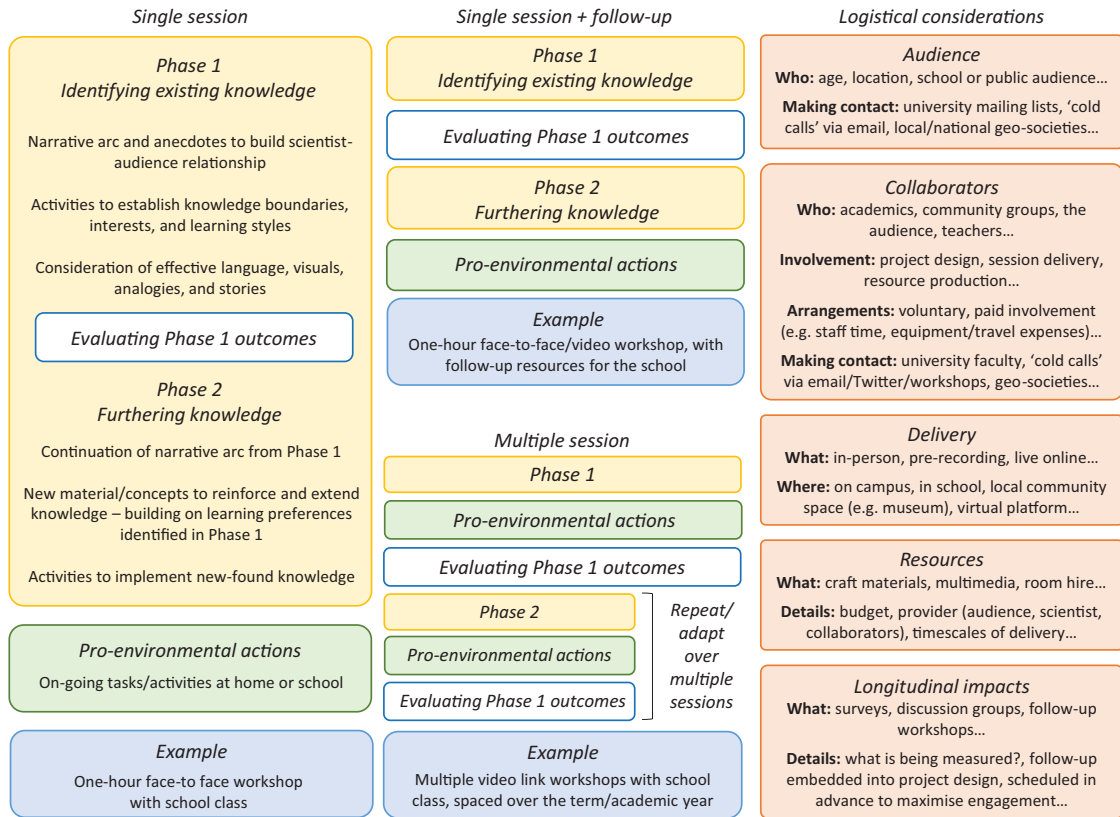 Single session
Phase 1
Identifying existing knowledge
Narrative arc and anecdotes to build scientist-
audience relationship
Activities to establish knowledge boundaries,
interests, and learning styles
Consideration of effective language, visuals,
analogies, and stories
Evaluating Phase 1 outcomes
Phase 2
Furthering knowledge
Continuation of narrative arc from Phase 1
New material/concepts to reinforce and extend
knowledge – building on learning preferences
identified in Phase 1
Activities to implement new-found knowledge
Pro-environmental actions
On-going tasks/activities at home or school
Example
One-hour face-to face workshop
with school class
Single session + follow-up
Phase 1
Identifying existing knowledge
Evaluating Phase 1 outcomes
Phase 2
Furthering knowledge
Pro-environmental actions
Example
One-hour face-to-face/video workshop, with
follow-up resources for the school
Multiple session
Phase 1
Pro-environmental actions
Evaluating Phase 1 outcomes
Phase 2
Pro-environmental actions
Evaluating Phase 1 outcomes
Repeat/
adapt
over
multiple
sessions
Example
Multiple video link workshops with school
class, spaced over the term/academic year
Logistical considerations
Audience
Who: age, location, school or public audience...
Making contact: university mailing lists, ‘cold
calls’ via email, local/national geo-societies...
Collaborators
Who: academics, community groups, the
audience, teachers...
Involvement: project design, session delivery,
resource production...
Arrangements: voluntary, paid involvement
(e.g. staff time, equipment/travel expenses)...
Making contact: university faculty, ‘cold calls’
via email/Twitter/workshops, geo-societies...
Delivery
What: in-person, pre-recording, live online...
Where: on campus, in school, local community
space (e.g. museum), virtual platform...
Resources
What: craft materials, multimedia, room hire...
Details: budget, provider (audience, scientist,
collaborators), timescales of delivery...
Longitudinal impacts
What: surveys, discussion groups, follow-up
workshops...
Details: what is being measured?, follow-up
embedded into project design, scheduled in
advance to maximise engagement...